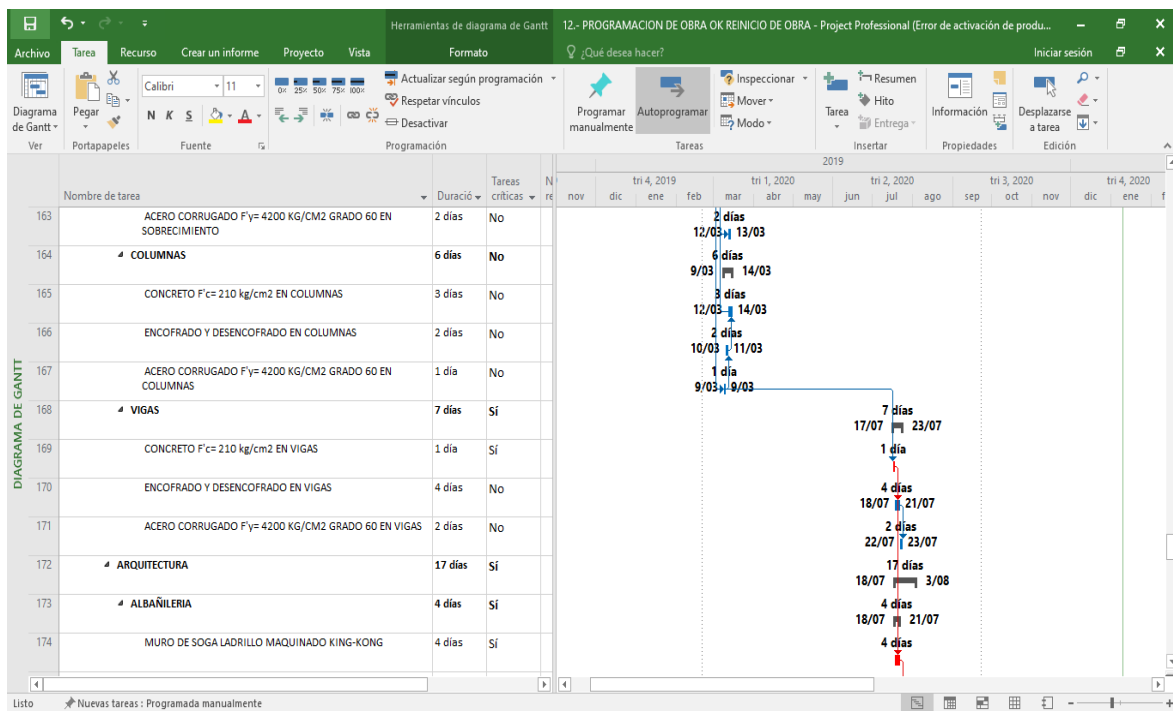 Herramientas de diagrama de Gantt 12.- PROGRAMACION DE OBRA OK REINICIO DE OBRA - Project Professional (Error de activación de produ...
Archivo Tarea Recurso Crear un informe Proyecto Vista Formato ¿Qué desea hacer? Iniciar sesión
Diagrama de Gantt
Ver
Pegar
Portapapeles
Calibri 11
0% 25% 50% 75% 100%
N K S A
Fuente
Actualizar según programación
Respetar vínculos
Desactivar
Programación
Programar manualmente
Autoprogramar
Inspeccionar
Mover
Modo
Tareas
Tarea
Resumen
Hito
Entrega
Insertar
Información
Propiedades
Desplazarse a tarea
Edición
2019
tri 4, 2019 tri 1, 2020 tri 2, 2020 tri 3, 2020 tri 4, 2020
Nombre de tarea Duració Tareas críticas N re nov dic ene feb mar abr may jun jul ago sep oct nov dic ene f
DIAGRAMA DE GANTT
163 ACERO CORRUGADO F'y= 4200 KG/CM2 GRADO 60 EN SOBRECIMIENTO 2 días No
2 días
12/03 13/03
164 COLUMNAS 6 días No
6 días
9/03 14/03
165 CONCRETO F'c= 210 kg/cm2 EN COLUMNAS 3 días No
3 días
12/03 14/03
166 ENCOFRADO Y DESENCOFRADO EN COLUMNAS 2 días No
2 días
10/03 11/03
167 ACERO CORRUGADO F'y= 4200 KG/CM2 GRADO 60 EN COLUMNAS 1 día No
1 día
9/03 9/03
168 VIGAS 7 días Sí
7 días
17/07 23/07
169 CONCRETO F'c= 210 kg/cm2 EN VIGAS 1 día Sí
1 día
170 ENCOFRADO Y DESENCOFRADO EN VIGAS 4 días No
4 días
18/07 21/07
171 ACERO CORRUGADO F'y= 4200 KG/CM2 GRADO 60 EN VIGAS 2 días No
2 días
22/07 23/07
172 ARQUITECTURA 17 días Sí
17 días
18/07 3/08
173 ALBAÑILERIA 4 días Sí
4 días
18/07 21/07
174 MURO DE SOGA LADRILLO MAQUINADO KING-KONG 4 días Sí
4 días
Listo Nuevas tareas : Programada manualmente